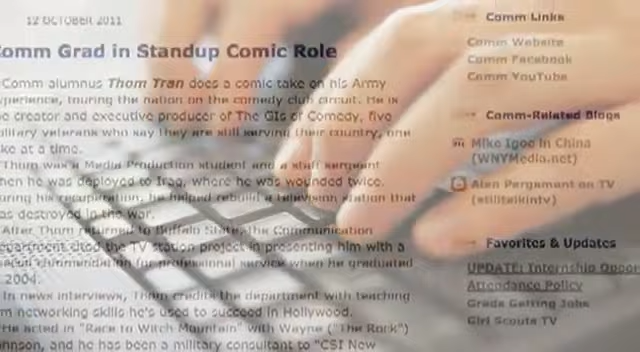 12 OCTOBER 2011
Comm Grad in Standup Comic Role
Comm alumnus Thom Tran does a comic take on his Army
experience, touring the nation on the comedy club circuit. He is
creator and executive producer of The GIs of Comedy, five
military veterans who say they are still serving their country, one
at a time.
Thom was a Media Production student and a staff sergeant
when he was deployed to Iraq, where he was wounded twice.
During his, he helped rebuild a television station that
was destroyed in the war.
After Thom returned to Buffalo State, the Communication
Department cited the TV station project in presenting him with a
special commendation for professional service when he graduated
2004.
In news interviews, Thom credits the department with teaching
networking skills he's used to succeed in Hollywood.
He acted in "Race to Witch Mountain" with Wayne ("The Rock")
Johnson, and he has been a military consultant to "CSI New
Comm Links
Comm Website
Comm Facebook
Comm YouTube
Comm-Related Blogs
Mike Igoe in China
(WNYMedia.net)
Alan Pergament on TV
(stilltalkintv)
Favorites & Updates
UPDATE: Internship Oppor
Attendance Policy
Grads Getting Jobs
Girl Scouts TV